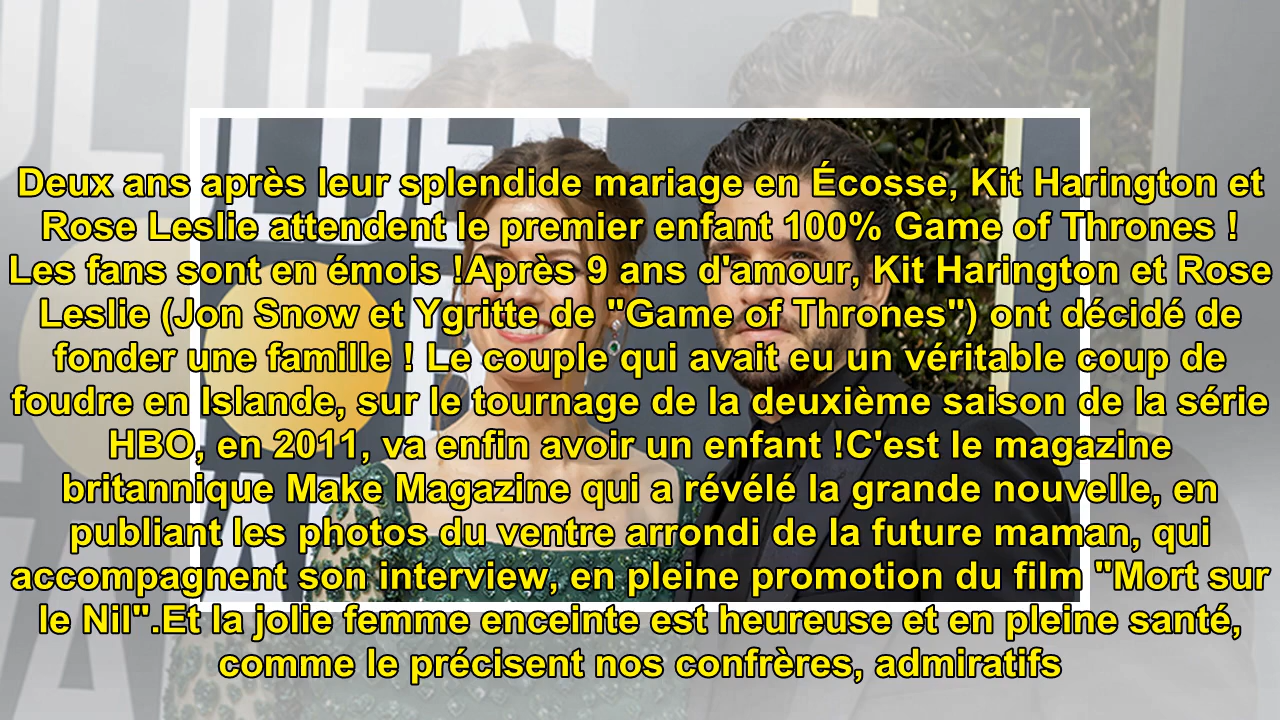 Deux ans après leur splendide mariage en Écosse, Kit Harington et
Rose Leslie attendent le premier enfant 100% Game of Thrones !
Les fans sont en émois !Après 9 ans d'amour, Kit Harington et Rose
Leslie (Jon Snow et Ygritte de "Game of Thrones") ont décidé de
fonder une famille ! Le couple qui avait eu un véritable coup de
foudre en Islande, sur le tournage de la deuxième saison de la série
HBO, en 2011, va enfin avoir un enfant !C'est le magazine
britannique Make Magazine qui a révélé la grande nouvelle, en
publiant les photos du ventre arrondi de la future maman, qui
accompagnent son interview, en pleine promotion du film "Mort sur
le Nil".Et la jolie femme enceinte est heureuse et en pleine santé,
comme le précisent nos confrères, admiratifs